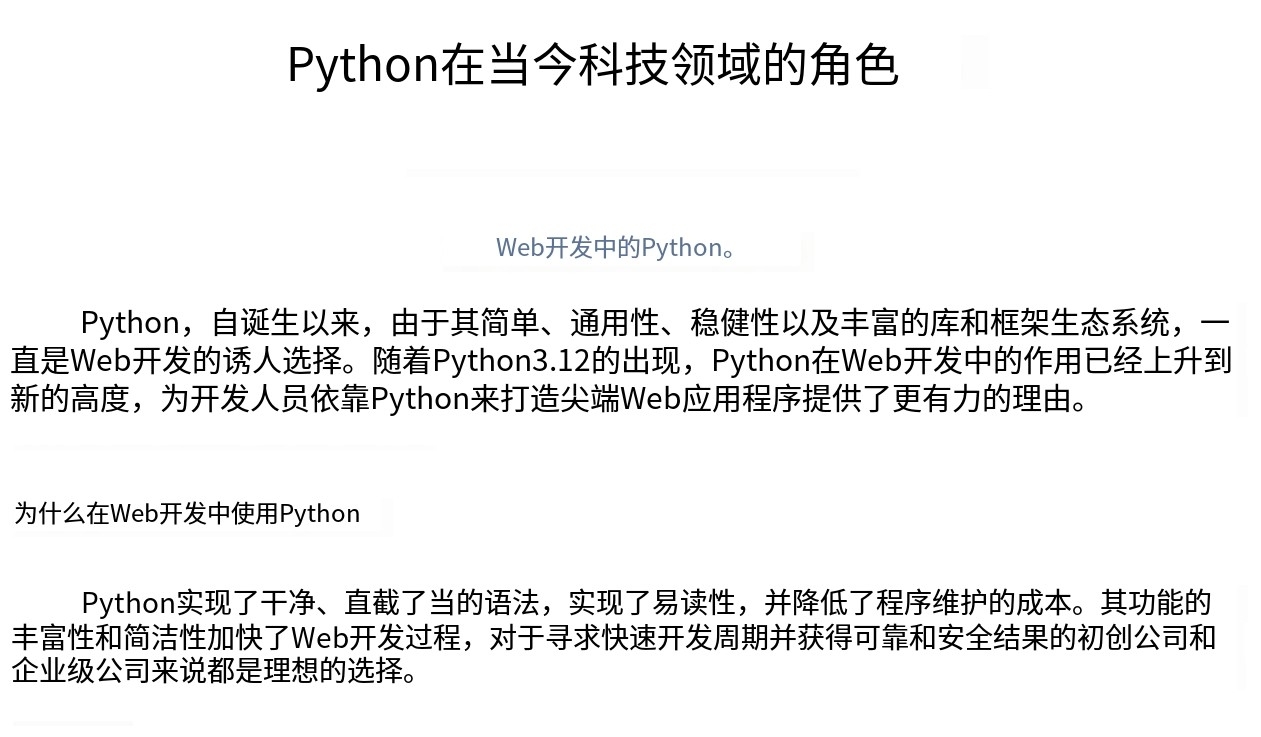 Python在当今科技领域的角色
Web开发中的Python。
Python，自诞生以来，由于其简单、通用性、稳健性以及丰富的库和框架生态系统，一
直是Web开发的诱人选择。随着Python3.12的出现，Python在Web开发中的作用已经上升到
新的高度，为开发人员依靠Python来打造尖端Web应用程序提供了更有力的理由。
为什么在Web开发中使用Python
Python实现了干净、直截了当的语法，实现了易读性，并降低了程序维护的成本。其功能的
丰富性和简洁性加快了Web开发过程，对于寻求快速开发周期并获得可靠和安全结果的初创公司和
企业级公司来说都是理想的选择。